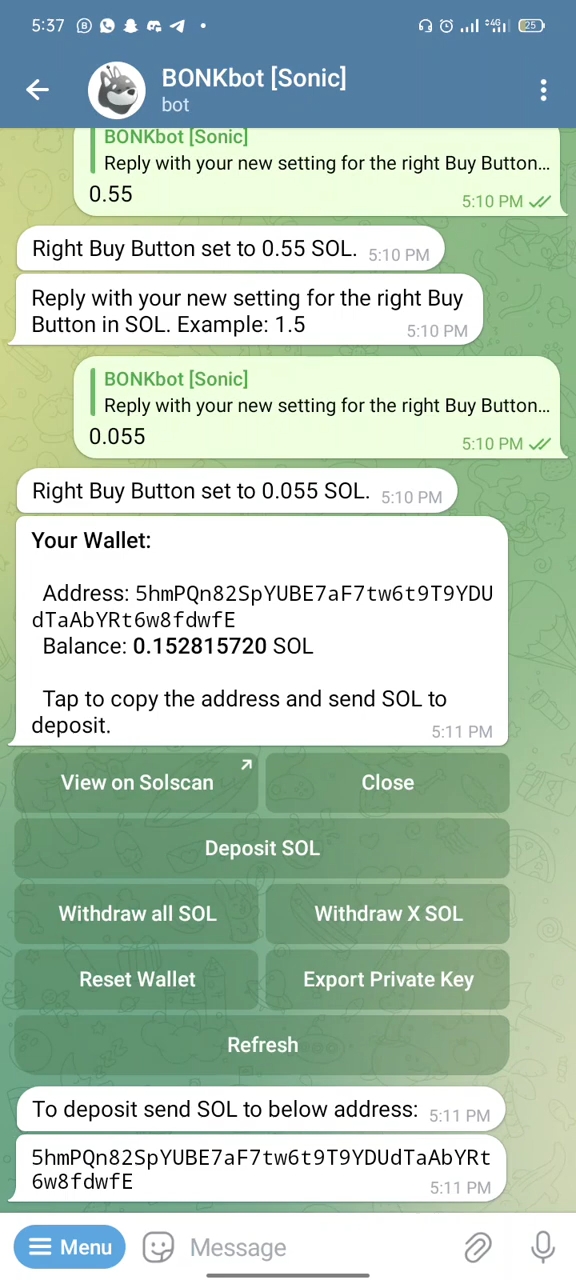 5:37
25
BONKbot [Sonic]
bot
BONKbot [Sonic]
Reply with your new setting for the right Buy Button...
0.55
5:10 PM
Right Buy Button set to 0.55 SOL. 5:10 PM
Reply with your new setting for the right Buy
Button in SOL. Example: 1.5
5:10 PM
BONKbot [Sonic]
Reply with your new setting for the right Buy Button...
0.055
5:10 PM
Right Buy Button set to 0.055 SOL. 5:10 PM
Your Wallet:
Address: 5hmPQn82SpYUBE7aF7tw6t9T9YDU
dTaAbYRt6w8fdwfE
Balance: 0.152815720 SOL
Tap to copy the address and send SOL to
deposit.
5:11 PM
View on Solscan
Close
Deposit SOL
Withdraw all SOL
Withdraw X SOL
Reset Wallet
Export Private Key
Refresh
To deposit send SOL to below address: 5:11 PM
5hmPQn82SpYUBE7aF7tw6t9T9YDUdTaAbYRt
6w8fdwfE
5:11 PM
Menu
Message